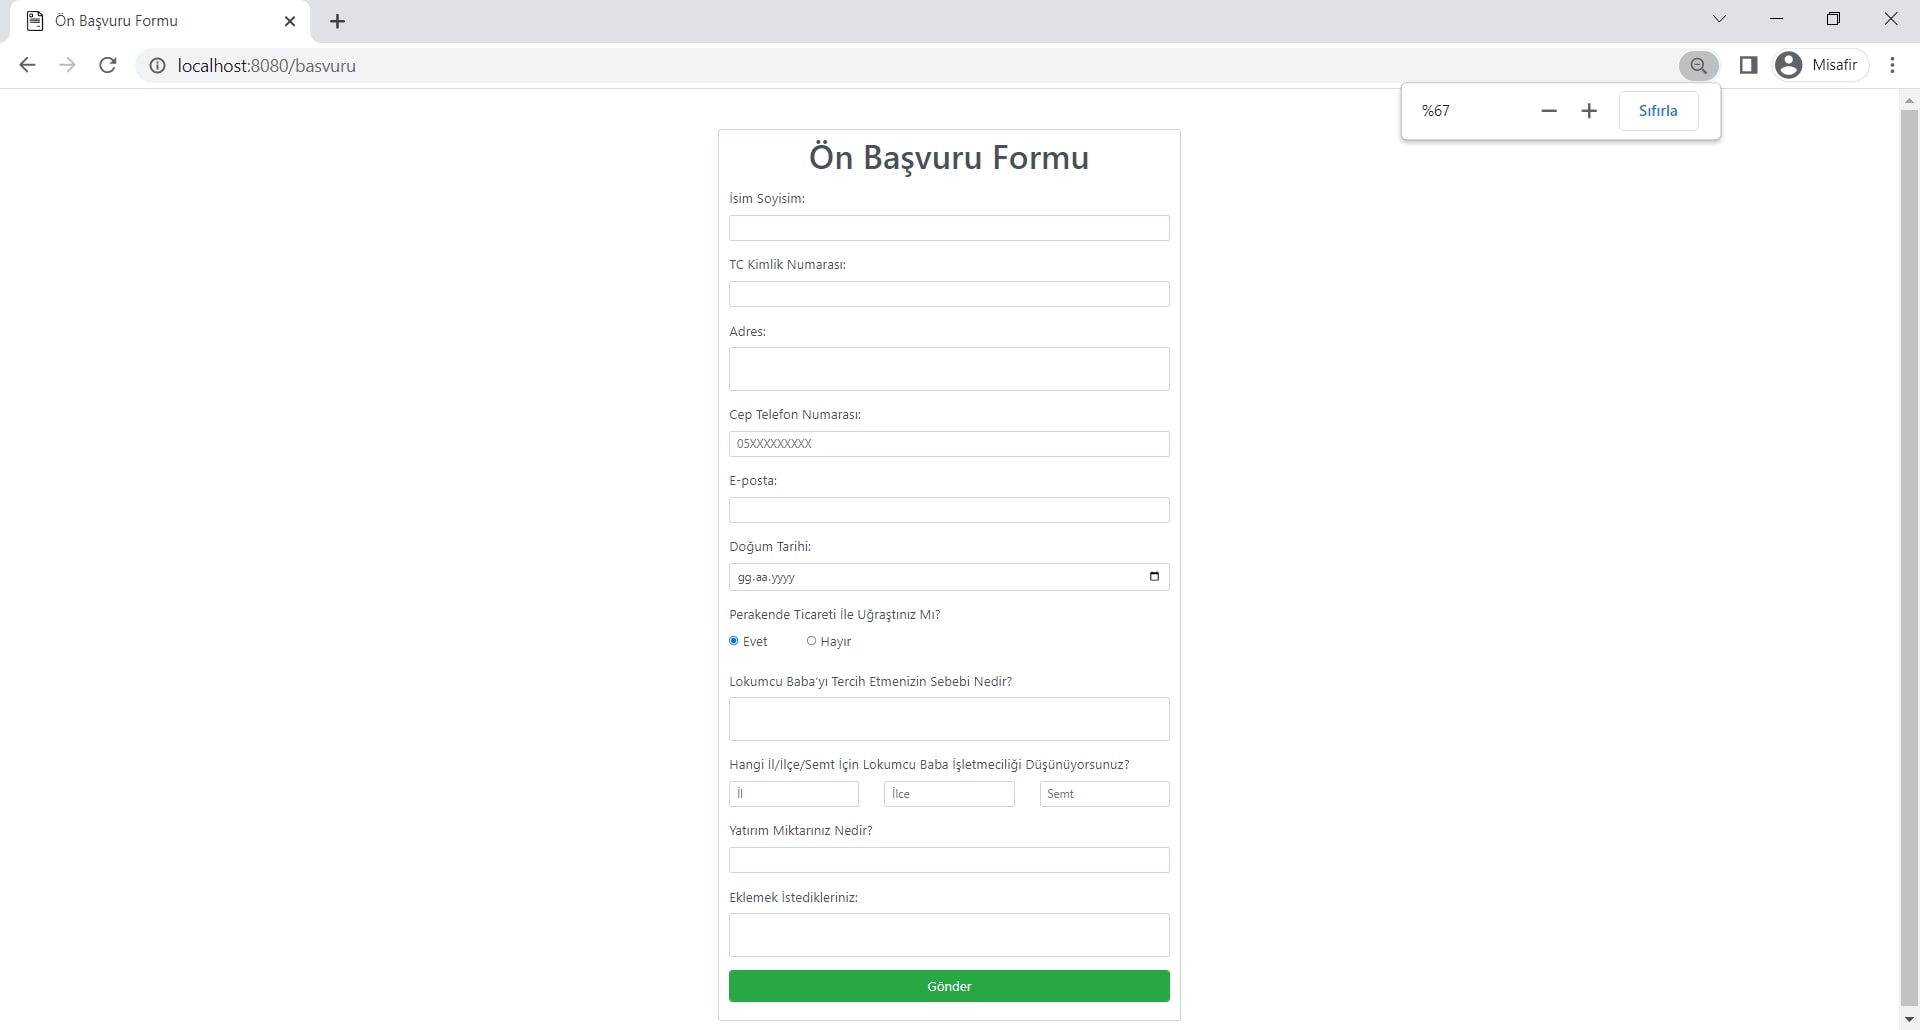 Ön Başvuru Formu
localhost:8080/basvuru
Misafir
%67
Sıfırla
Ön Başvuru Formu
İsim Soyisim:
TC Kimlik Numarası:
Adres:
Cep Telefon Numarası:
05XXXXXXXXX
E-posta:
Doğum Tarihi:
gg.aa.yyyy
Perakende Ticareti İle Uğraştınız Mı?
Evet Hayır
Lokumcu Baba'yı Tercih Etmenizin Sebebi Nedir?
Hangi İl/İlçe/Semt İçin Lokumcu Baba İşletmeciliği Düşünüyorsunuz?
İl İlce Semt
Yatırım Miktarınız Nedir?
Eklemek İstedikleriniz:
Gönder